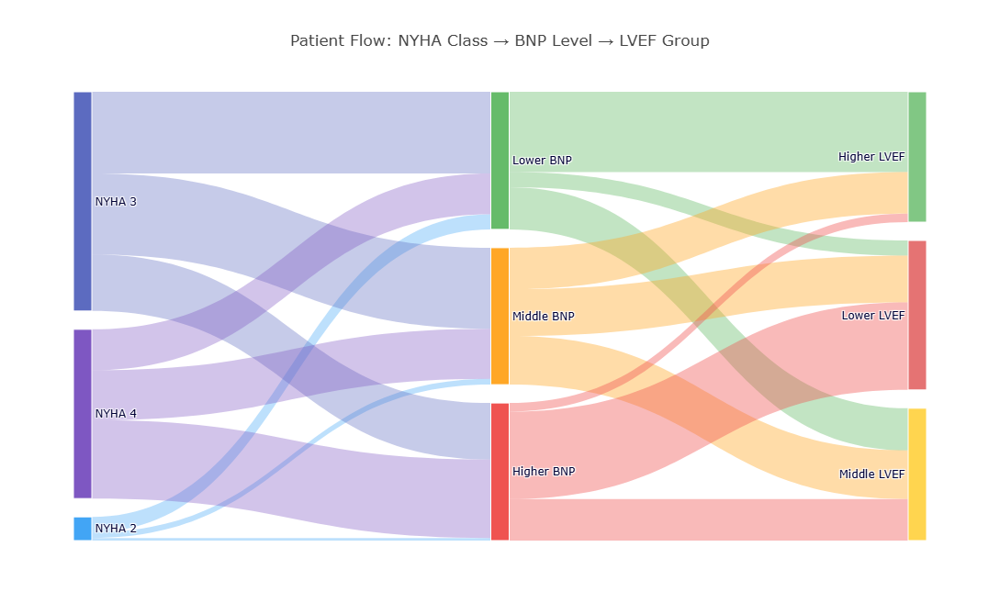 Patient Flow: NYHA Class → BNP Level → LVEF Group
NYHA 3
NYHA 4
NYHA 2
Lower BNP
Middle BNP
Higher BNP
Higher LVEF
Lower LVEF
Middle LVEF